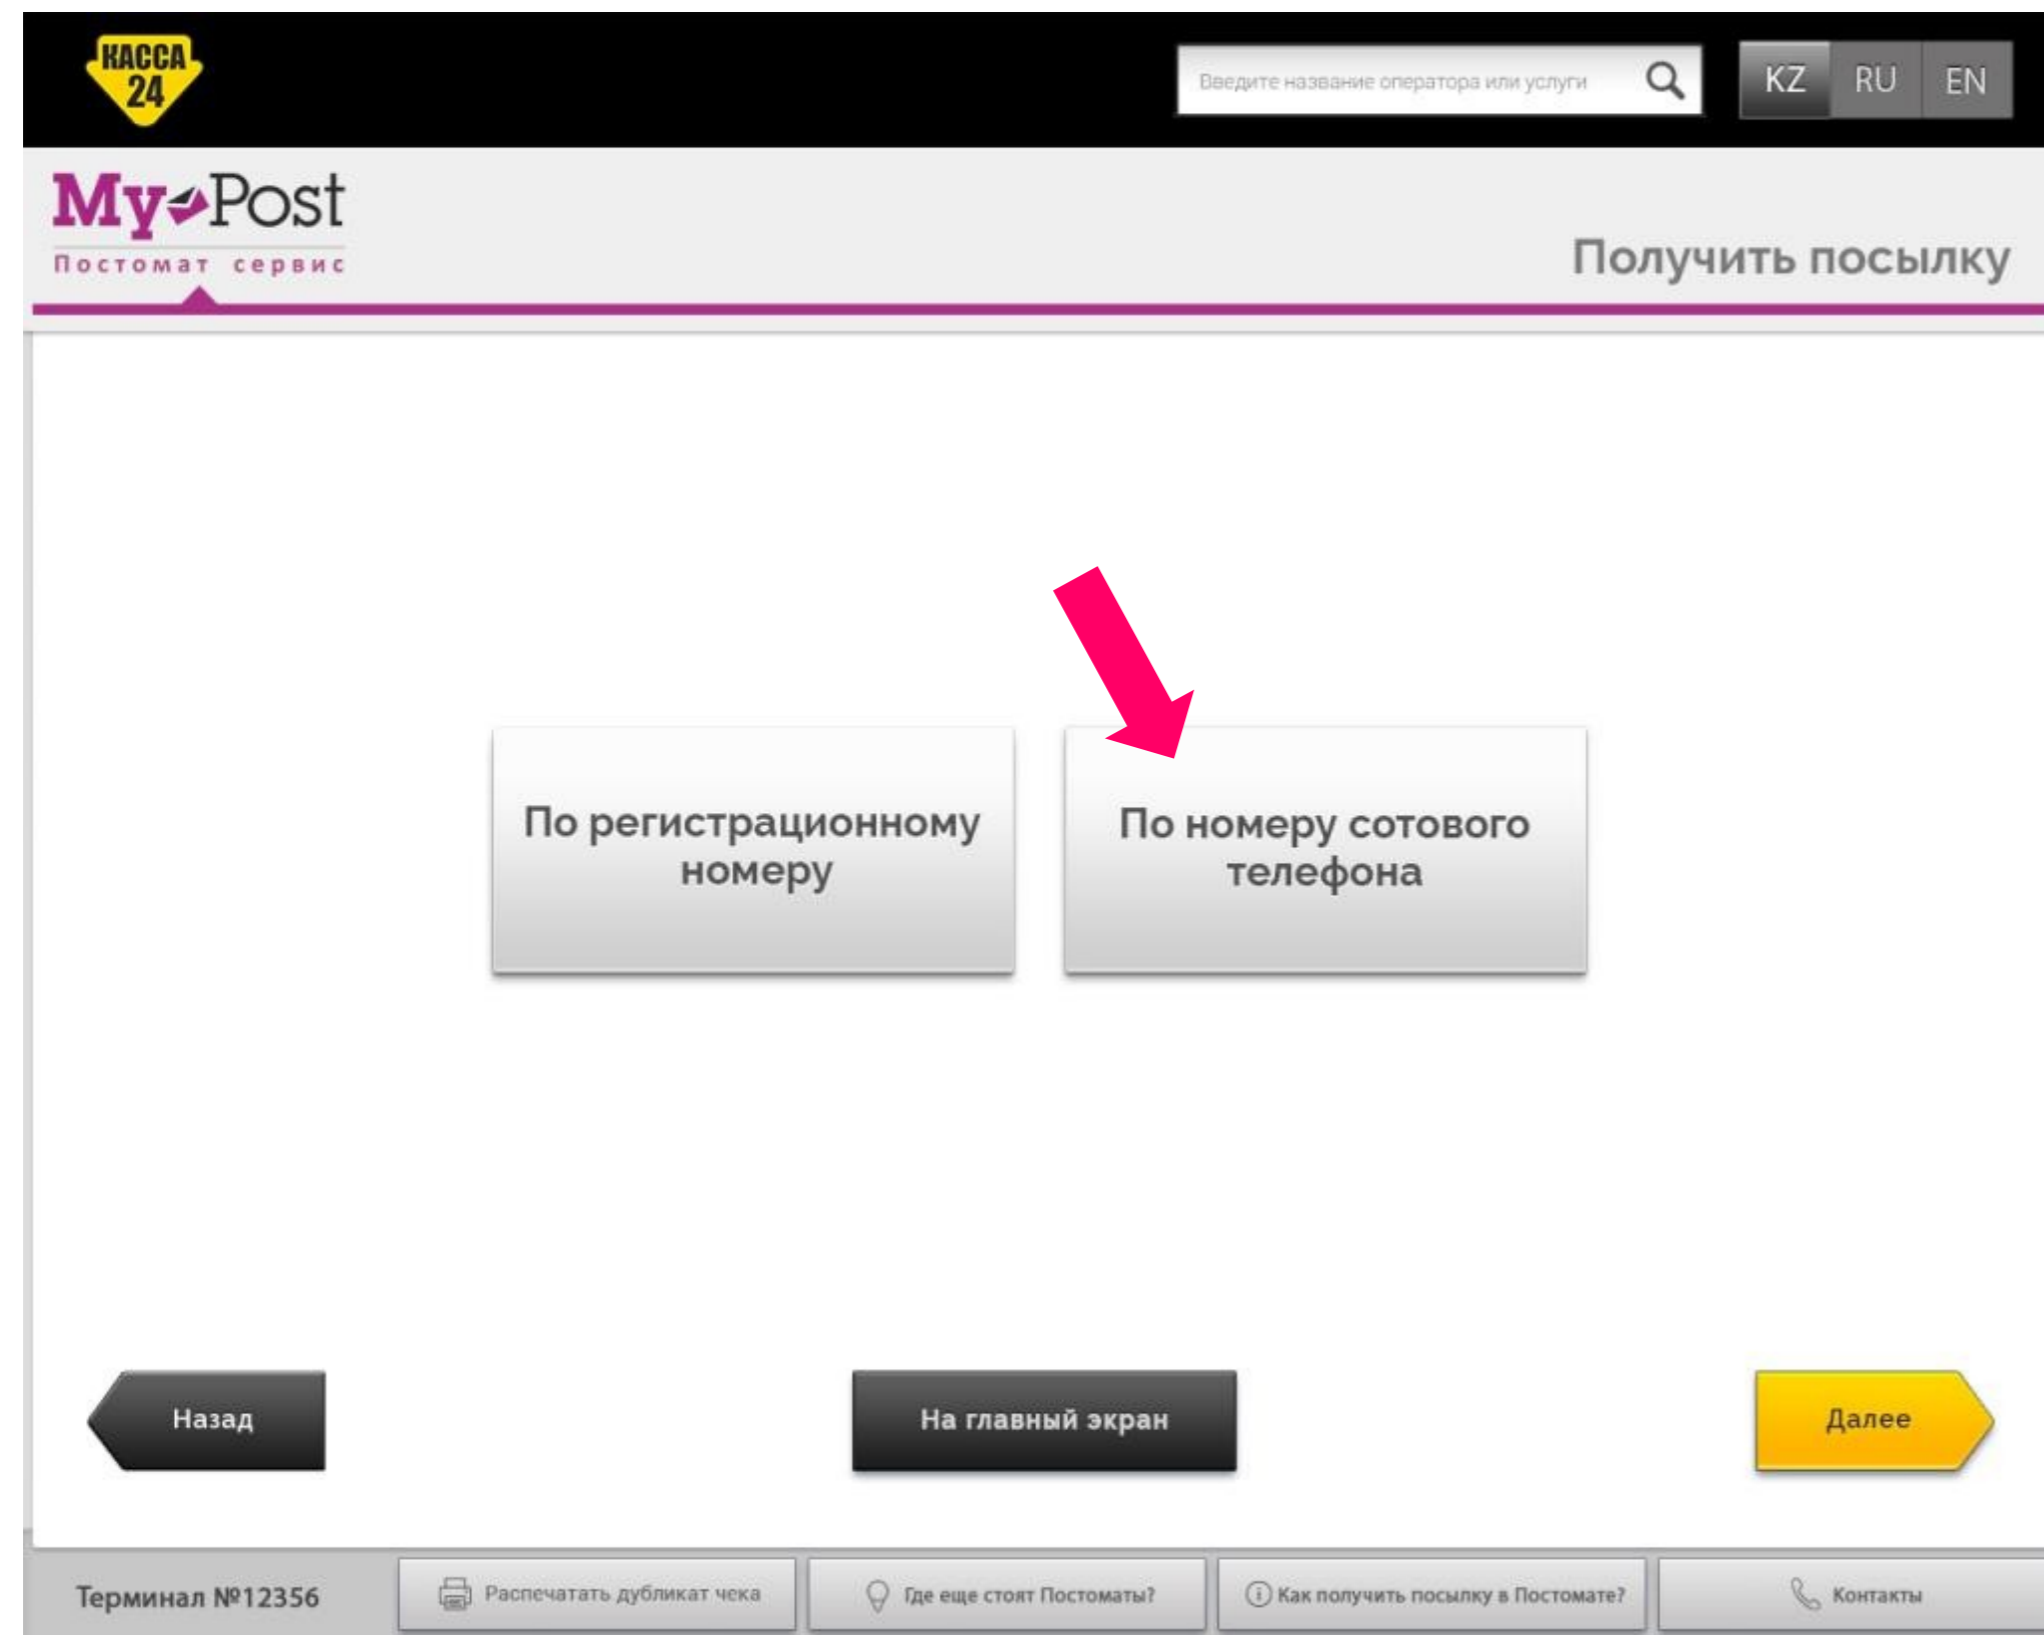 КАССА
24
Введите название оператора или услуги
KZ RU EN
My Post
Постомат сервис
Получить посылку
По регистрационному
номеру
По номеру сотового
телефона
Назад
На главный экран
Далее
Терминал №12356
Распечатать дубликат чека
Где еще стоят Постоматы?
Как получить посылку в Постомате?
Контакты